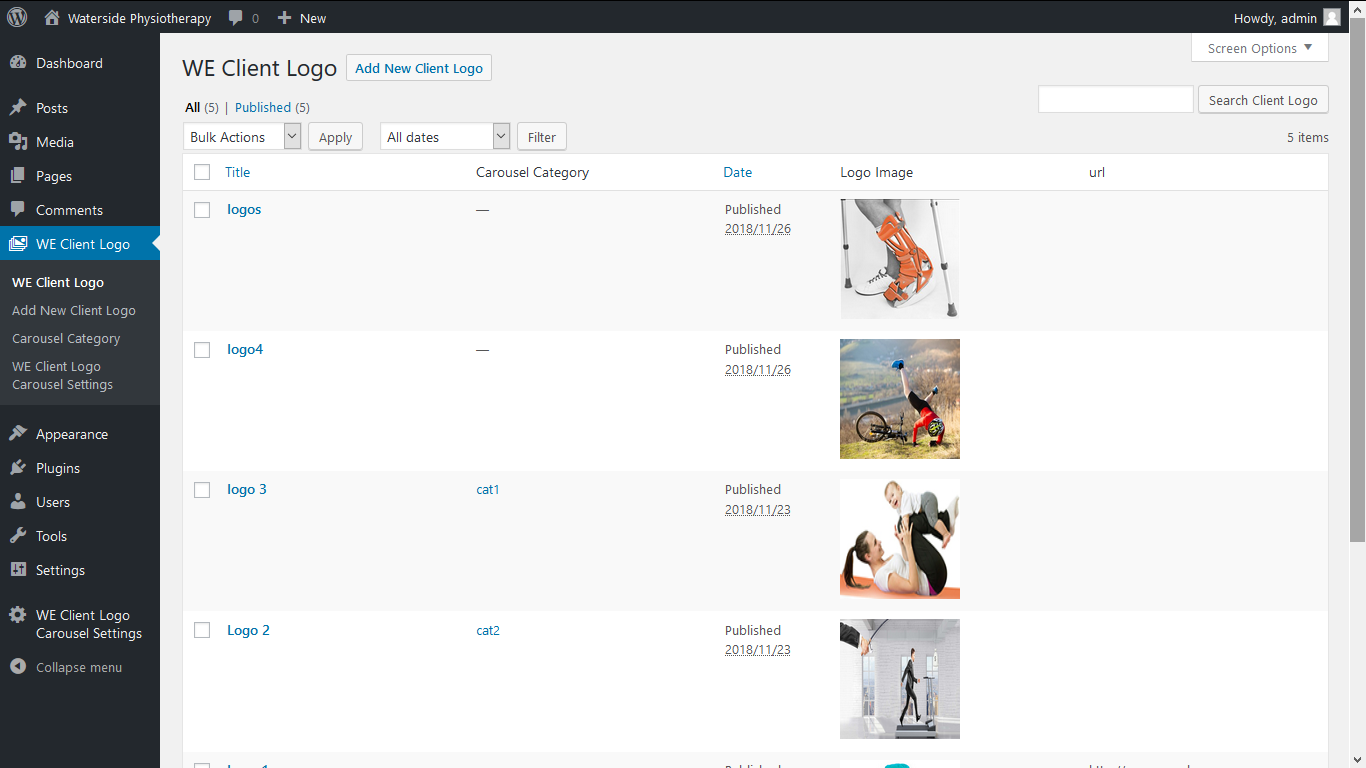 Waterside Physiotherapy 0 New Howdy, admin
Dashboard
Posts
Media
Pages
Comments
WE Client Logo
WE Client Logo
Add New Client Logo
Carousel Category
WE Client Logo
Carousel Settings
Appearance
Plugins
Users
Tools
Settings
WE Client Logo
Carousel Settings
Collapse menu
Screen Options
WE Client Logo Add New Client Logo
All (5) | Published (5)
Search Client Logo
Bulk Actions Apply All dates Filter 5 items
Title Carousel Category Date Logo Image url
logos — Published
2018/11/26
logo4 — Published
2018/11/26
logo 3 cat1 Published
2018/11/23
Logo 2 cat2 Published
2018/11/23